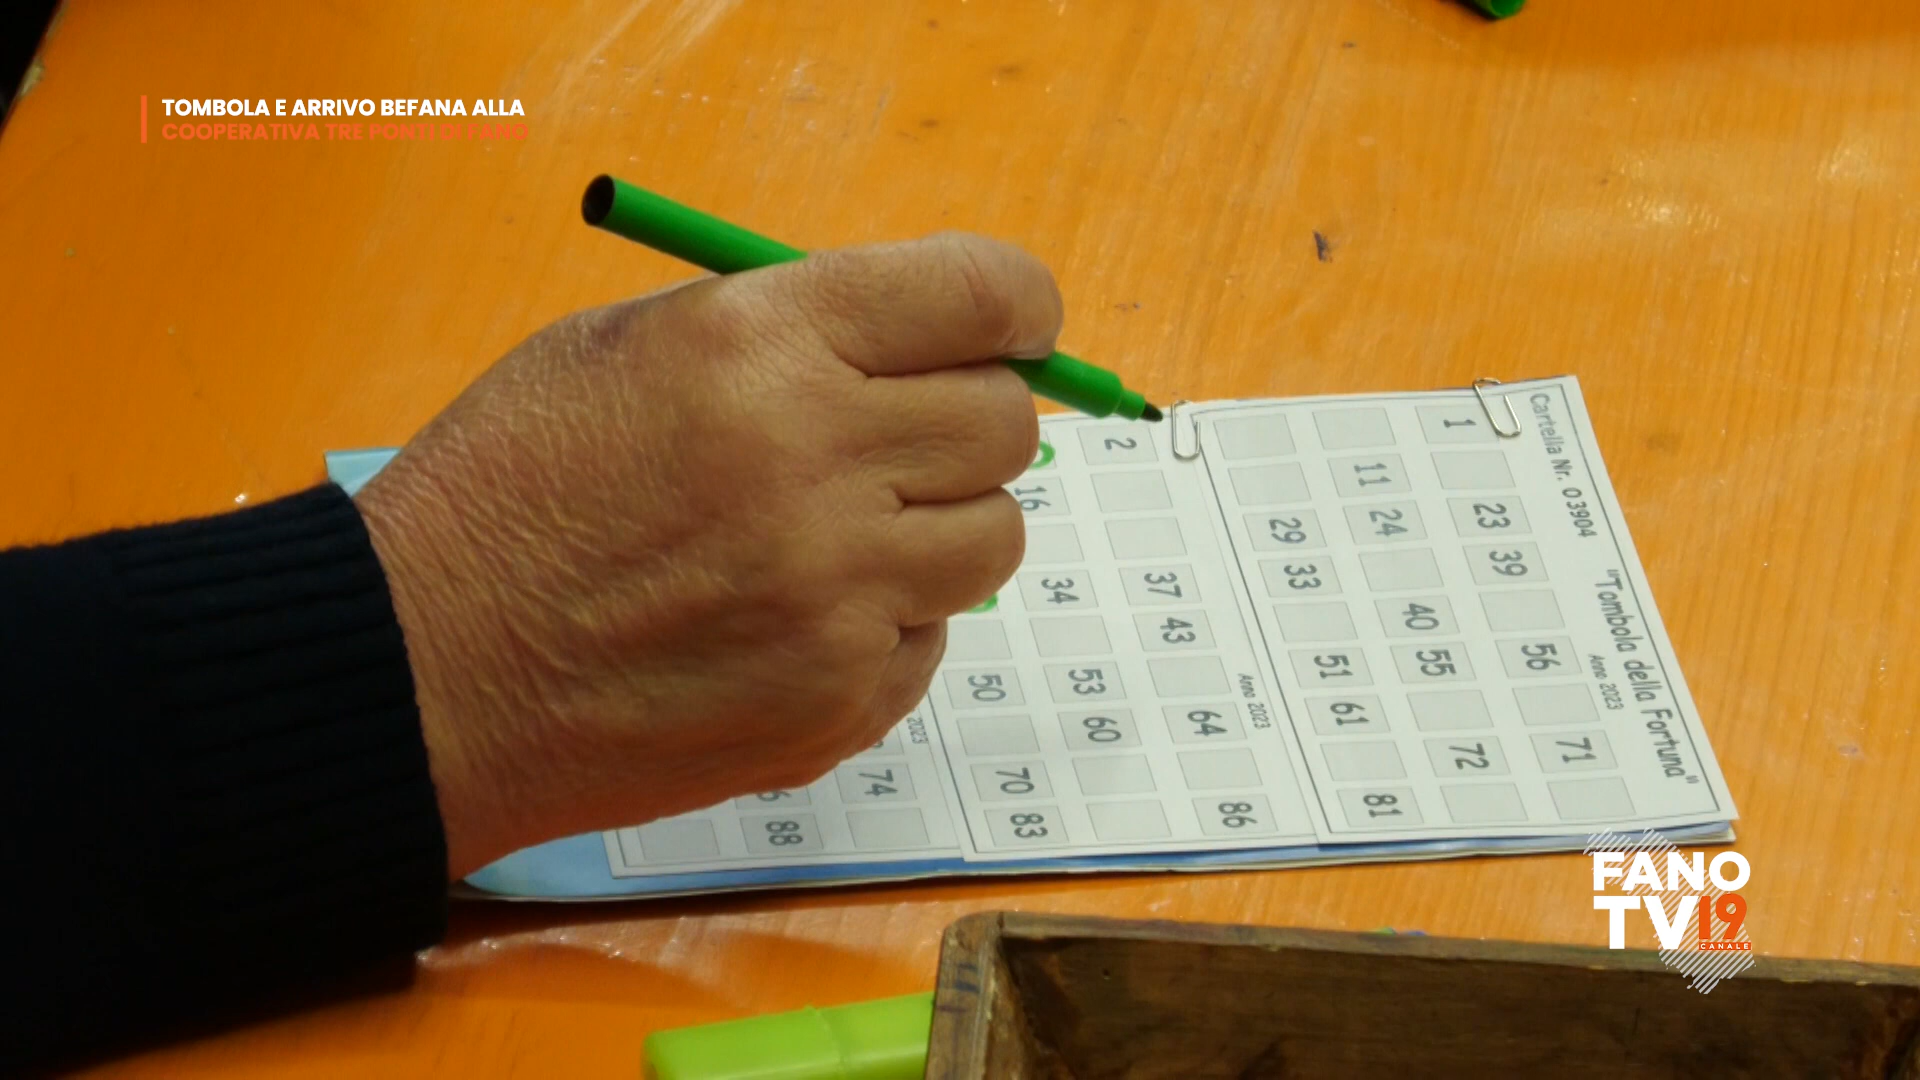 TOMBOLA E ARRIVO BEFANA ALLA
COOPERATIVA TRE PONTI DI FANO
Cartella Nr. 03904
"Tombola della Fortuna"
Anno 2023
1 23 39 56 71
11 24 40 55 72
29 33 51 61 81
Anno 2023
2 37 43 64 86
16 34 53 60
50 70 83
2023
74
88
FANO
TV 19
CANALE